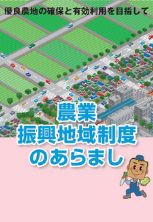 優良農地の確保と有効利用を目指して
農業
振興地域制度
のあらまし